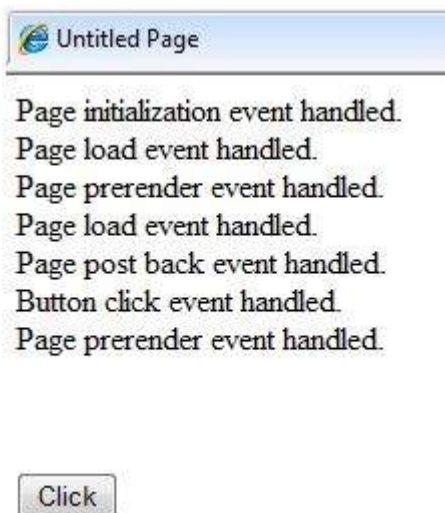 Untitled Page
Page initialization event handled.
Page load event handled.
Page prerender event handled.
Page load event handled.
Page post back event handled.
Button click event handled.
Page prerender event handled.
Click